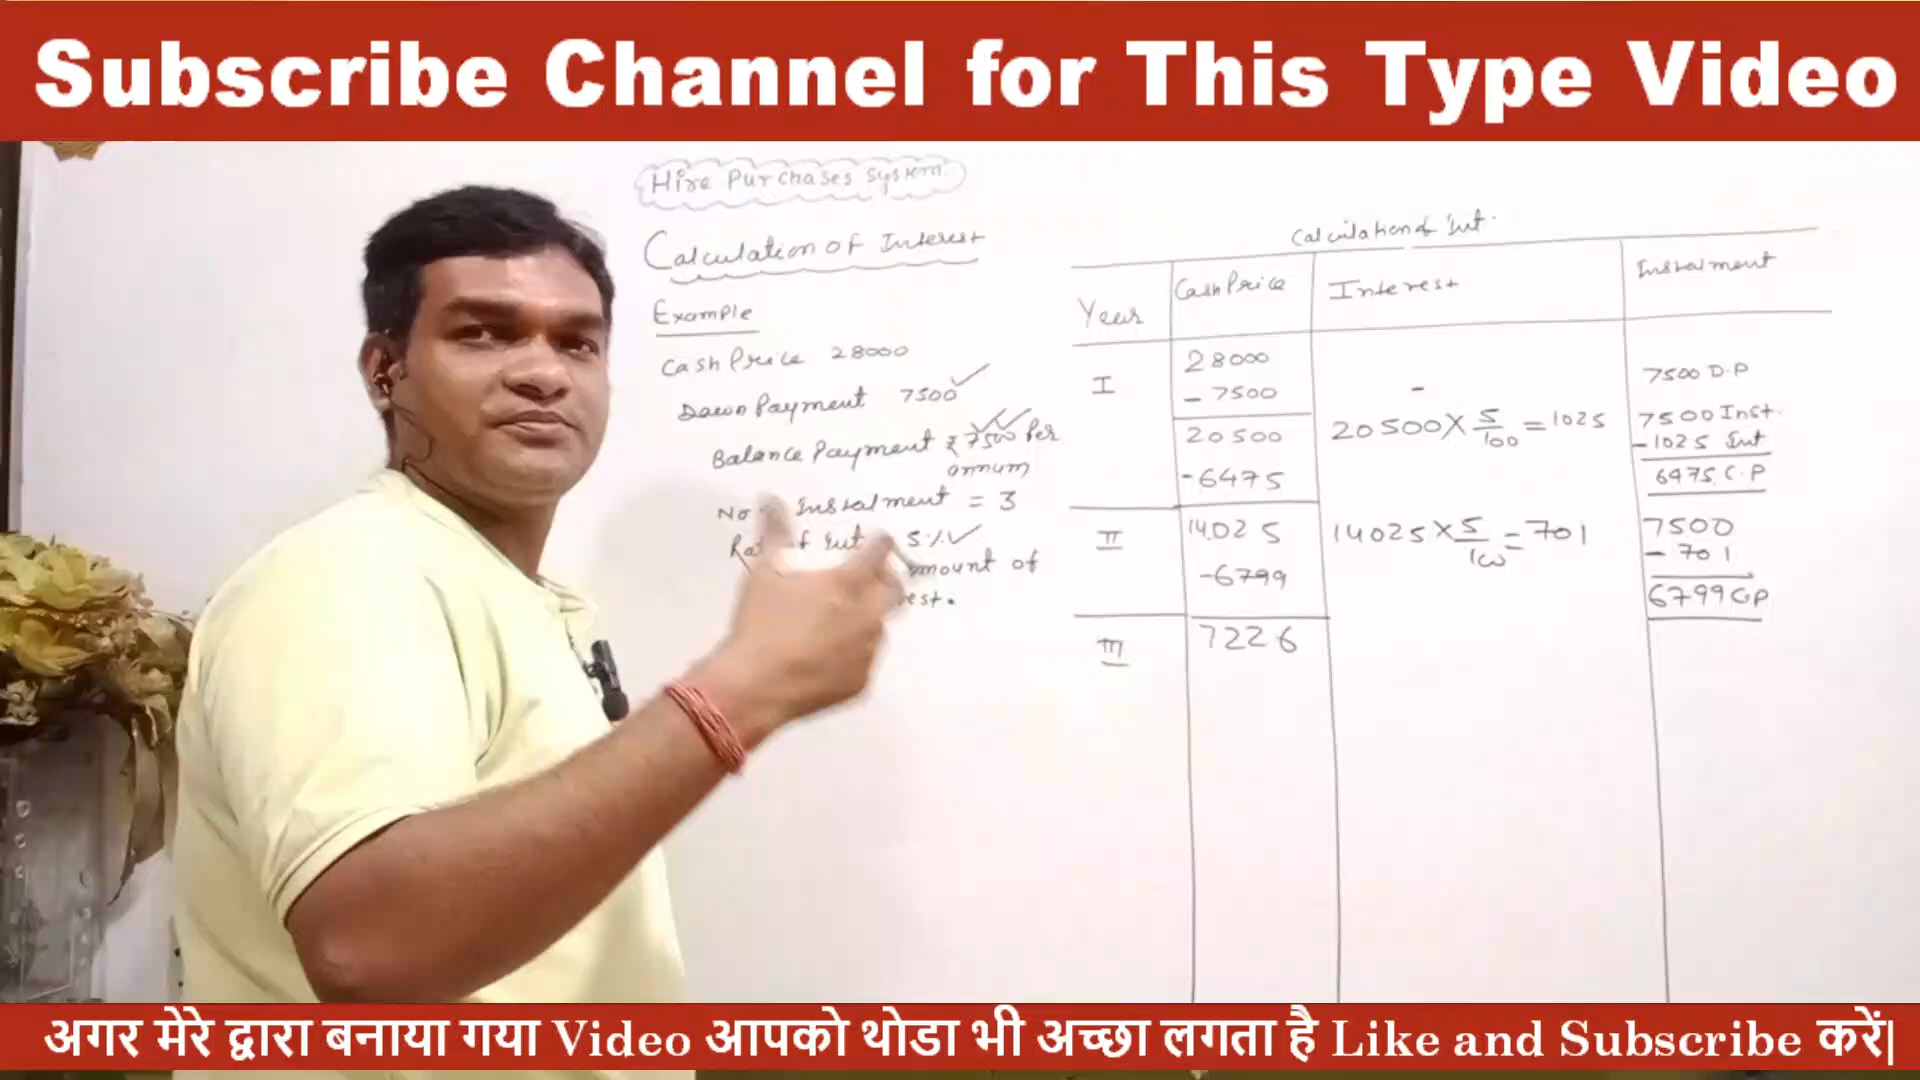 Subscribe Channel for This Type Video
Hire Purchases System
Calculation of Interest
Example
Cash Price 28000
Down Payment 7500 ✓
Balance Payment ₹ 7500 Per
annum
No Instalment = 3
Int 5% ✓
mount of
est.
Calculation of Int.
Year Cash Price Interest Instalment
I 28000 - 7500 D.P
- 7500
20500 20500 × 5/100 = 1025 7500 Inst.
- 1025 Int
- 6475 6475 C.P
II 14025 14025 × 5/100 = 701 7500
- 701
- 6799 6799 C.P
III 7226
अगर मेरे द्वारा बनाया गया Video आपको थोडा भी अच्छा लगता है Like and Subscribe करें|